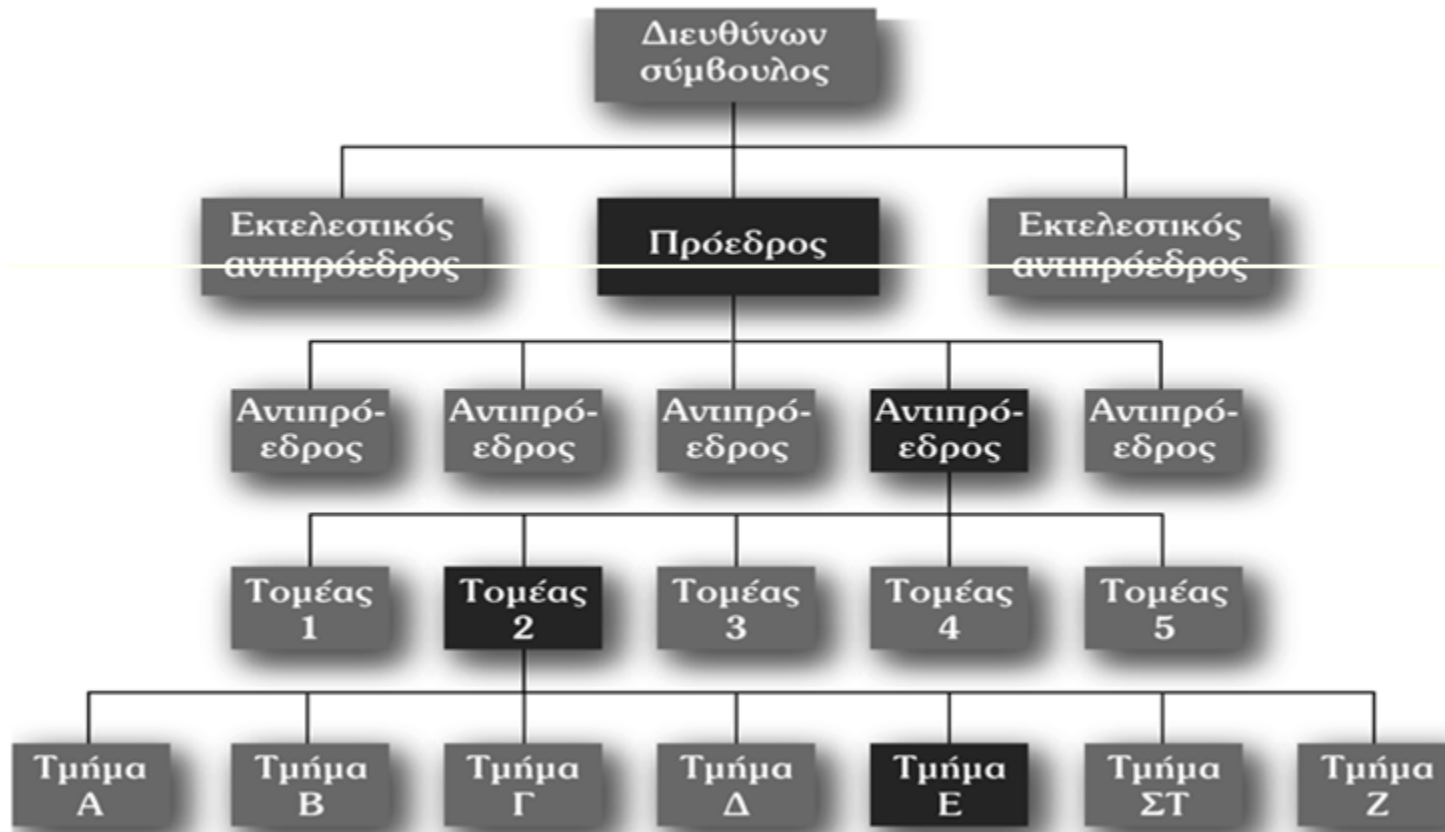 Διευθύνων
σύμβουλος
Εκτελεστικός
αντιπρόεδρος
Πρόεδρος
Εκτελεστικός
αντιπρόεδρος
Αντιπρό-
εδρος
Αντιπρό-
εδρος
Αντιπρό-
εδρος
Αντιπρό-
εδρος
Αντιπρό-
εδρος
Τομέας
1
Τομέας
2
Τομέας
3
Τομέας
4
Τομέας
5
Τμήμα
Α
Τμήμα
Β
Τμήμα
Γ
Τμήμα
Δ
Τμήμα
Ε
Τμήμα
ΣΤ
Τμήμα
Ζ